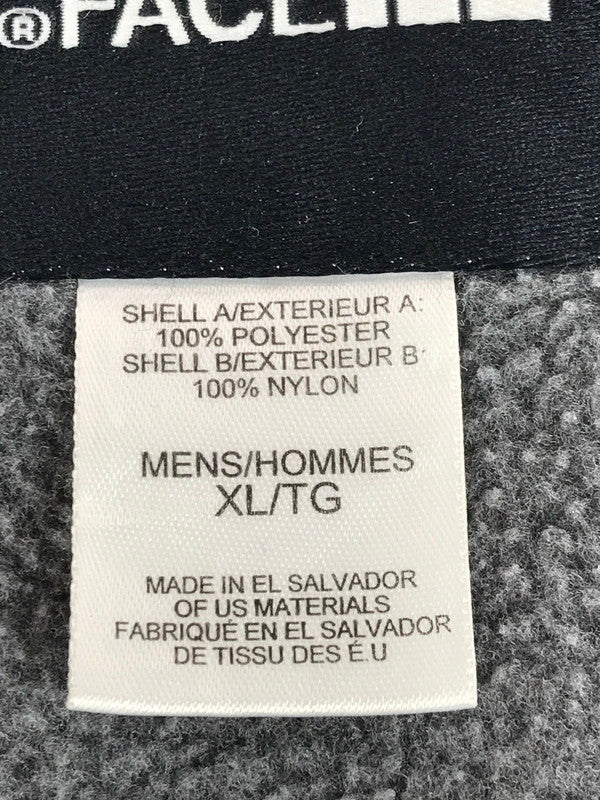 ® FACE
SHELL A/EXTERIEUR A:
100% POLYESTER
SHELL B/EXTERIEUR B:
100% NYLON
MENS/HOMMES
XL/TG
MADE IN EL SALVADOR
OF US MATERIALS
FABRIQUÉ EN EL SALVADOR
DE TISSU DES É.U